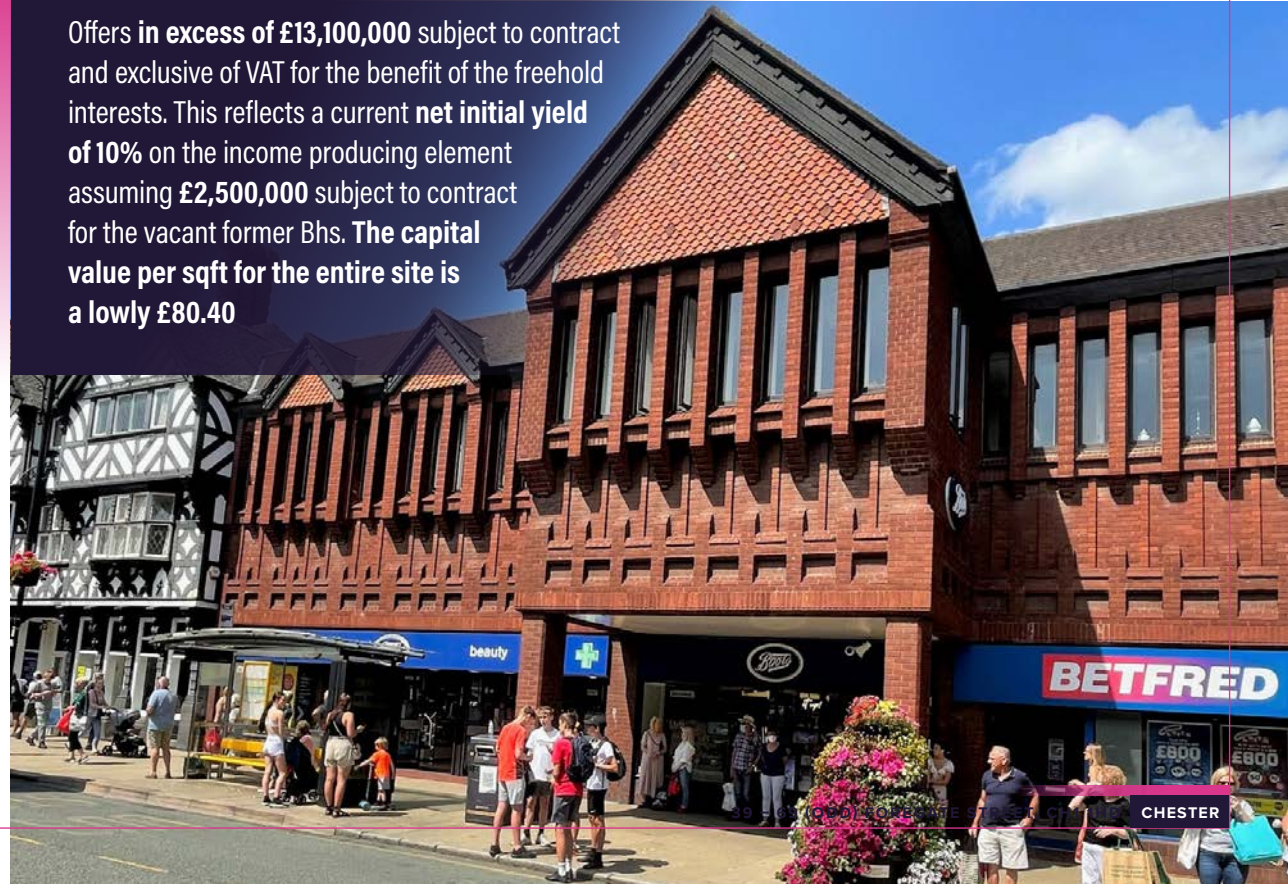 Offers in excess of £13,100,000 subject to contract
and exclusive of VAT for the benefit of the freehold
interests. This reflects a current net initial yield
of 10% on the income producing element
assuming £2,500,000 subject to contract
for the vacant former Bhs. The capital
value per sqft for the entire site is
a lowly £80.40
Boots
beauty
Boots
BETFRED
£600
£600
CHESTER